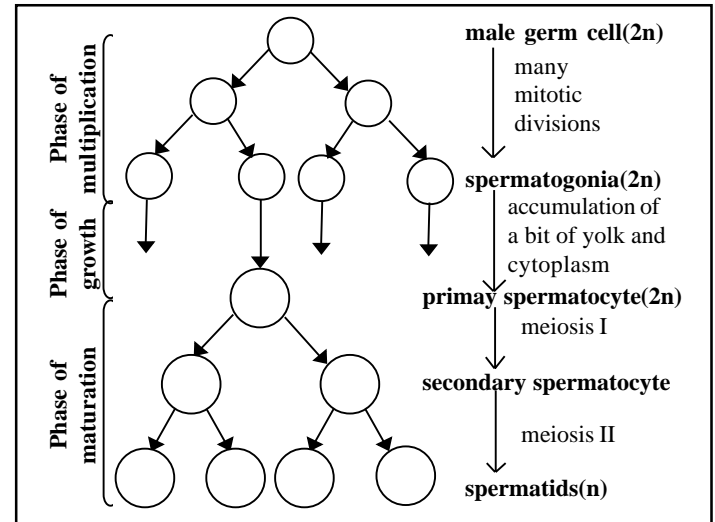 Phase of
multiplication
male germ cell(2n)
many
mitotic
divisions
spermatogonia(2n)
Phase of
growth
accumulation of
a bit of yolk and
cytoplasm
primay spermatocyte(2n)
Phase of
maturation
meiosis I
secondary spermatocyte
meiosis II
spermatids(n)